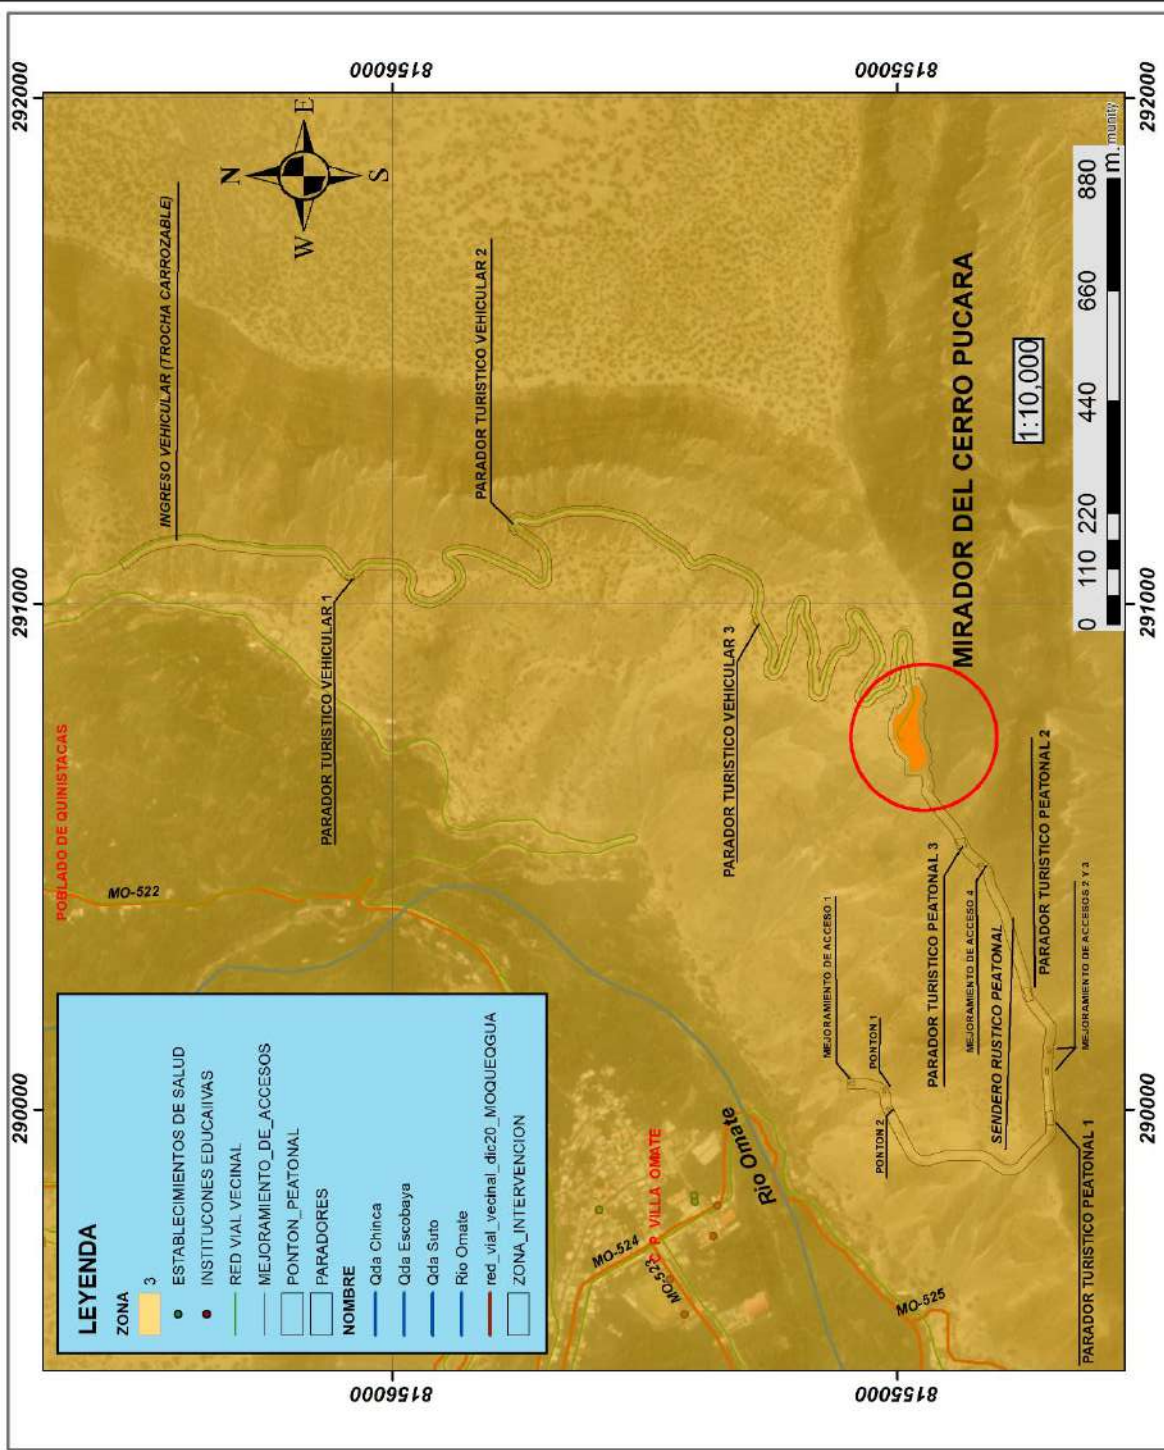 8156000
8155000
292000
291000
290000
292000
291000
290000
8156000
8155000
N
W
E
S
INGRESO VEHICULAR (TROCHA CARROZABLE)
PARADOR TURISTICO VEHICULAR 2
PARADOR TURISTICO VEHICULAR 1
PARADOR TURISTICO VEHICULAR 3
MIRADOR DEL CERRO PUCARA
1:10,000
0 110 220 440 660 880
m.
munity
POBLADO DE QUINISTACAS
MO-522
MEJORAMIENTO DE ACCESO 1
PONTON 1
PONTON 2
PARADOR TURISTICO PEATONAL 3
MEJORAMIENTO DE ACCESO 4
SENDERO RUSTICO PEATONAL
PARADOR TURISTICO PEATONAL 2
MEJORAMIENTO DE ACCESOS 2 Y 3
PARADOR TURISTICO PEATONAL 1
Rio Omate
VILLA OMATE
MO-524
MO-525
LEYENDA
ZONA
3
ESTABLECIMIENTOS DE SALUD
INSTITUCONES EDUCAIIVAS
RED VIAL VECINAL
MEJORAMIENTO_DE_ACCESOS
PONTON_PEATONAL
PARADORES
NOMBRE
Qda Chinca
Qda Escobaya
Qda Suto
Rio Omate
red_vial_vecinal_dic20_MOQUEQGUA
ZONA_INTERVENCION